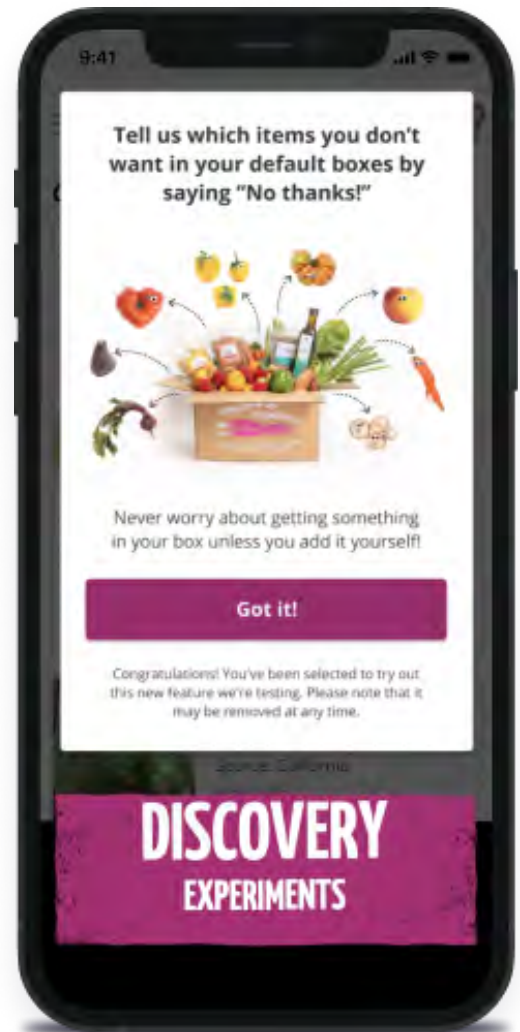 9:41
Tell us which items you don't
want in your default boxes by
saying “No thanks!”
Never worry about getting something
in your box unless you add it yourself!
Got it!
Congratulations! You've been selected to try out
this new feature we're testing. Please note that it
may be removed at any time.
Source: California
DISCOVERY
EXPERIMENTS